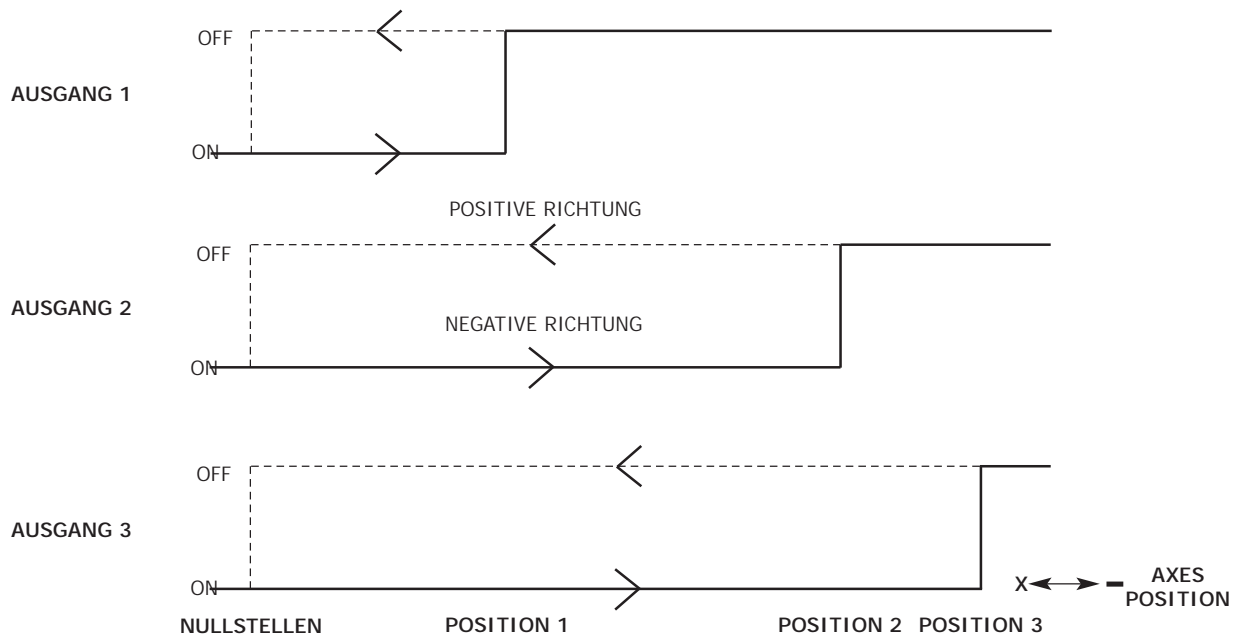 OFF
AUSGANG 1
ON
POSITIVE RICHTUNG
OFF
AUSGANG 2
NEGATIVE RICHTUNG
ON
OFF
AUSGANG 3
ON
X
AXES
POSITION
NULLSTELLEN POSITION 1 POSITION 2 POSITION 3